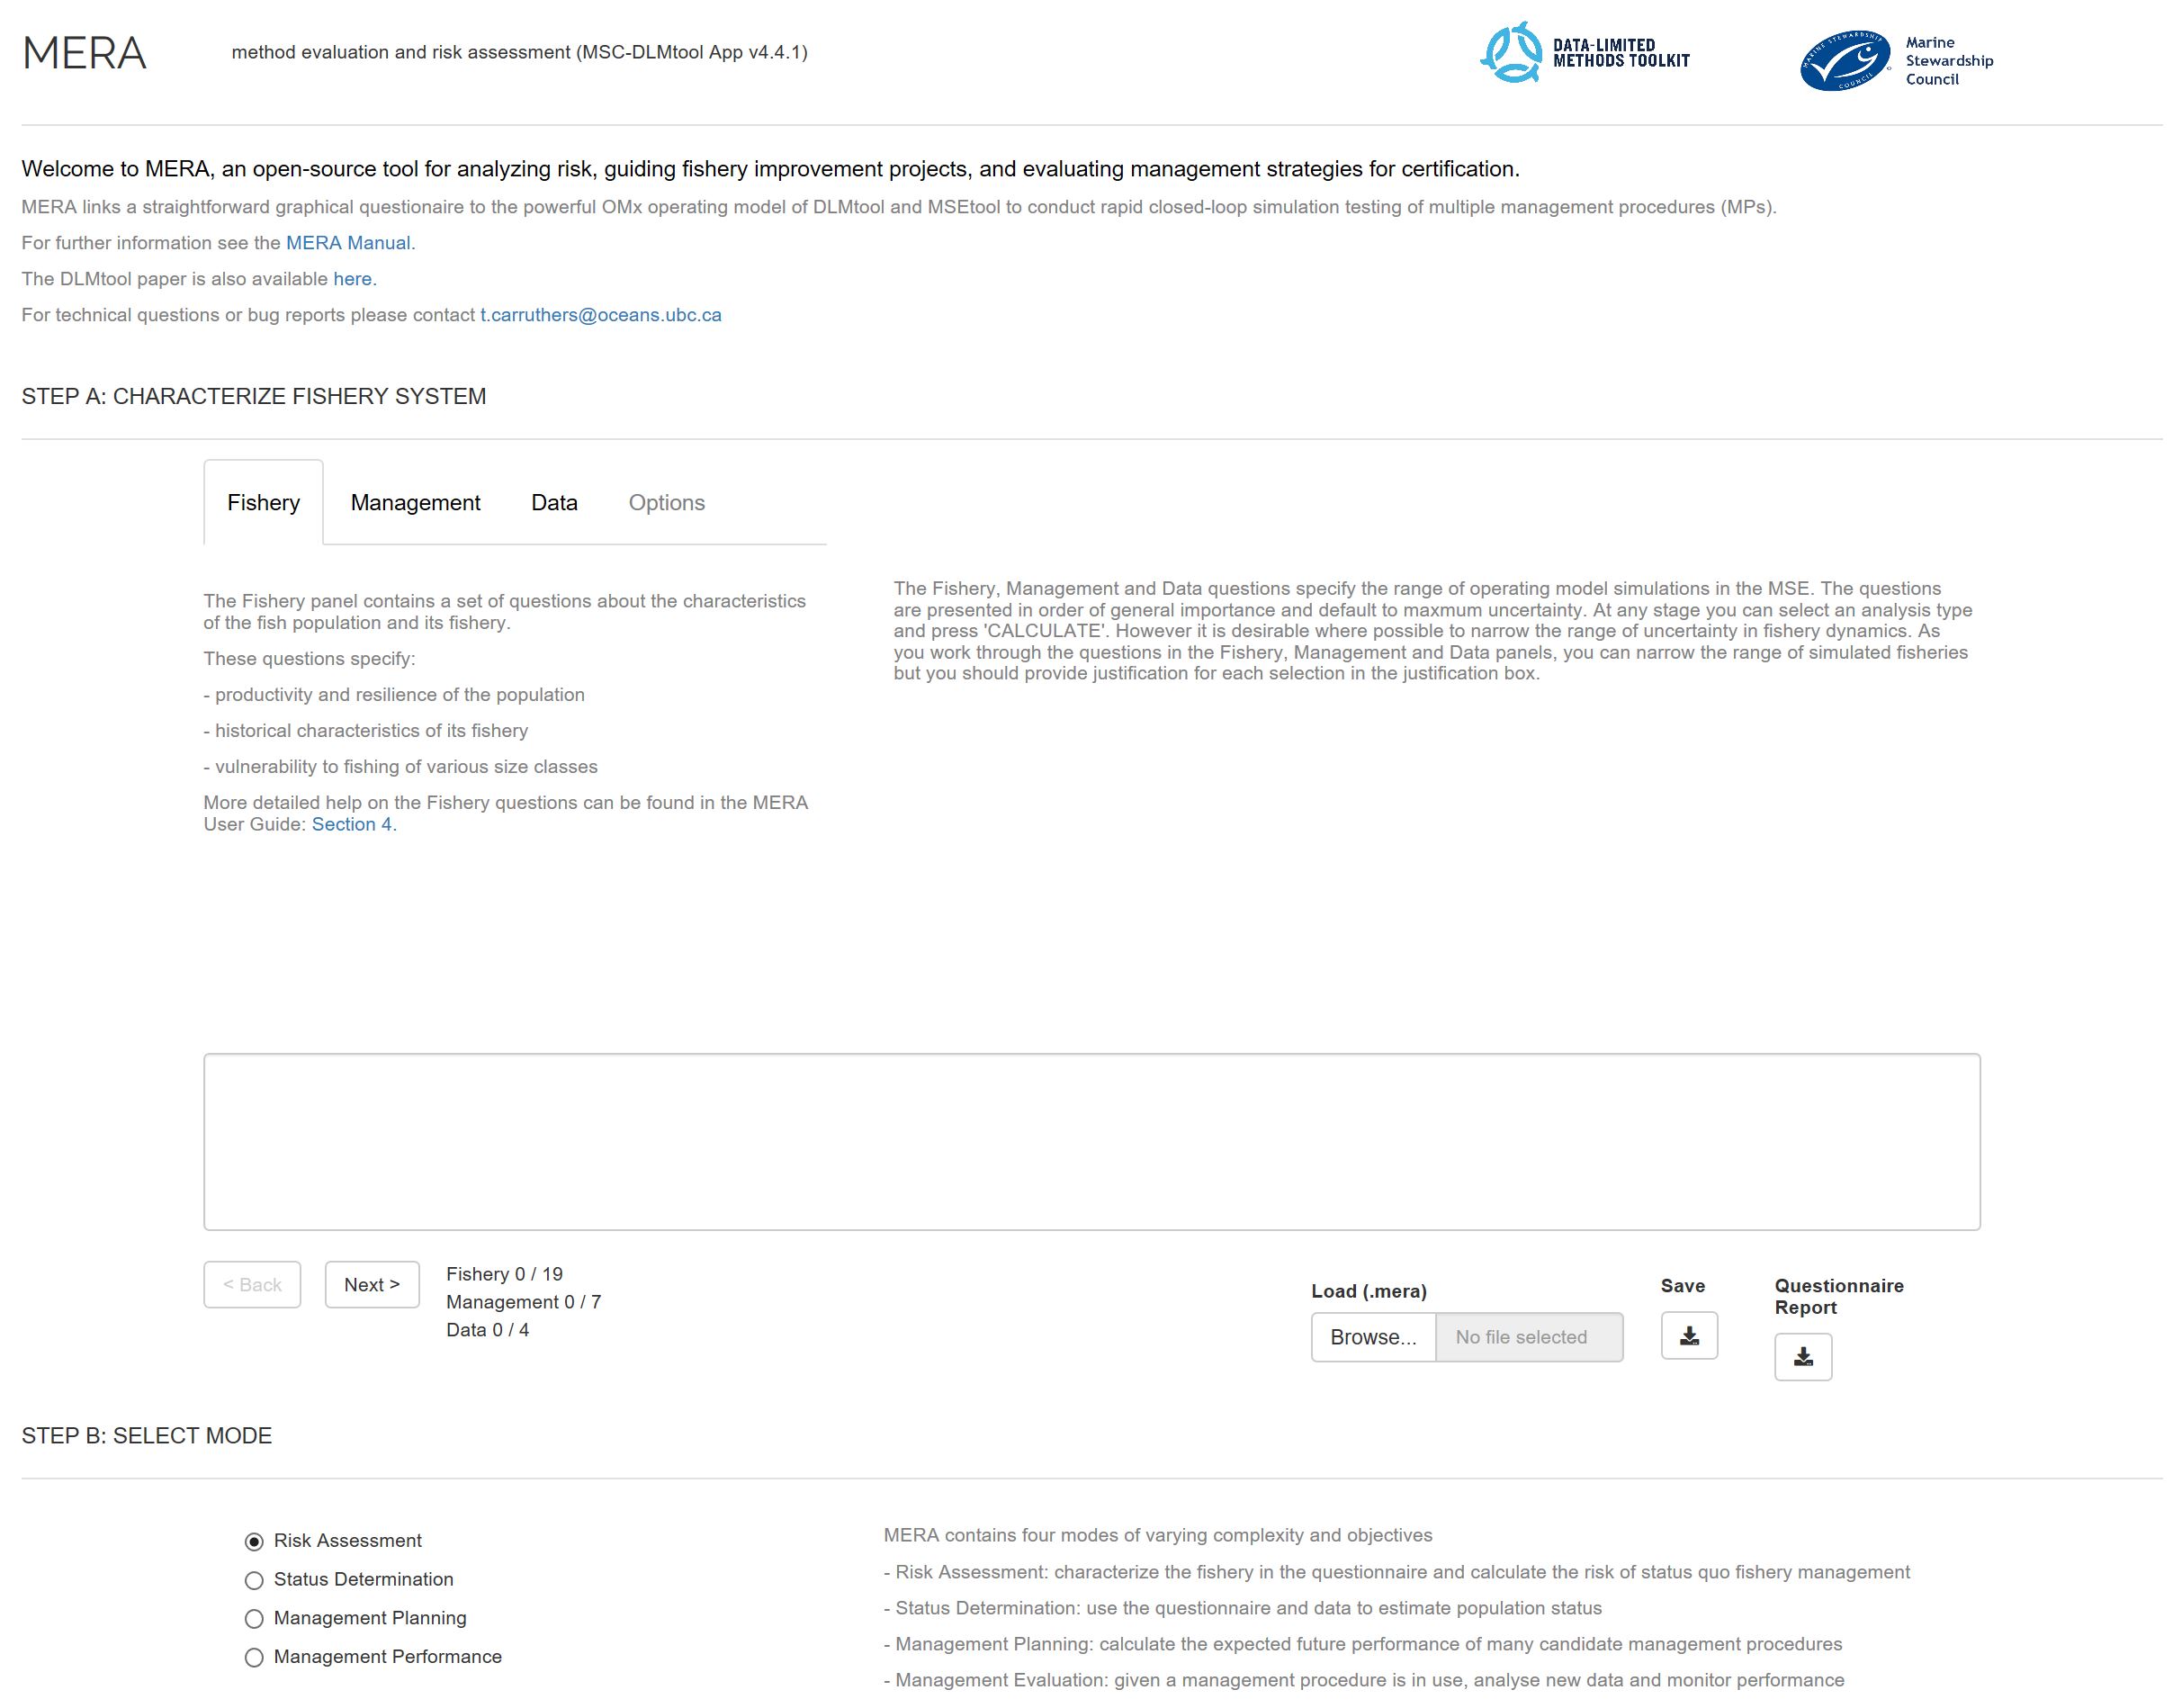 MERA
method evaluation and risk assessment (MSC-DLMtool App v4.4.1)
DATA-LIMITED
METHODS TOOLKIT
MARINE STEWARDSHIP COUNCIL
Marine
Stewardship
Council
Welcome to MERA, an open-source tool for analyzing risk, guiding fishery improvement projects, and evaluating management strategies for certification.
MERA links a straightforward graphical questionaire to the powerful OMx operating model of DLMtool and MSEtool to conduct rapid closed-loop simulation testing of multiple management procedures (MPs).
For further information see the MERA Manual.
The DLMtool paper is also available here.
For technical questions or bug reports please contact t.carruthers@oceans.ubc.ca
STEP A: CHARACTERIZE FISHERY SYSTEM
Fishery Management Data Options
The Fishery panel contains a set of questions about the characteristics
of the fish population and its fishery.
These questions specify:
- productivity and resilience of the population
- historical characteristics of its fishery
- vulnerability to fishing of various size classes
More detailed help on the Fishery questions can be found in the MERA
User Guide: Section 4.
The Fishery, Management and Data questions specify the range of operating model simulations in the MSE. The questions
are presented in order of general importance and default to maxmum uncertainty. At any stage you can select an analysis type
and press 'CALCULATE'. However it is desirable where possible to narrow the range of uncertainty in fishery dynamics. As
you work through the questions in the Fishery, Management and Data panels, you can narrow the range of simulated fisheries
but you should provide justification for each selection in the justification box.
< Back
Next >
Fishery 0 / 19
Management 0 / 7
Data 0 / 4
Load (.mera)
Browse... No file selected
Save
Questionnaire
Report
STEP B: SELECT MODE
Risk Assessment
Status Determination
Management Planning
Management Performance
MERA contains four modes of varying complexity and objectives
- Risk Assessment: characterize the fishery in the questionnaire and calculate the risk of status quo fishery management
- Status Determination: use the questionnaire and data to estimate population status
- Management Planning: calculate the expected future performance of many candidate management procedures
- Management Evaluation: given a management procedure is in use, analyse new data and monitor performance